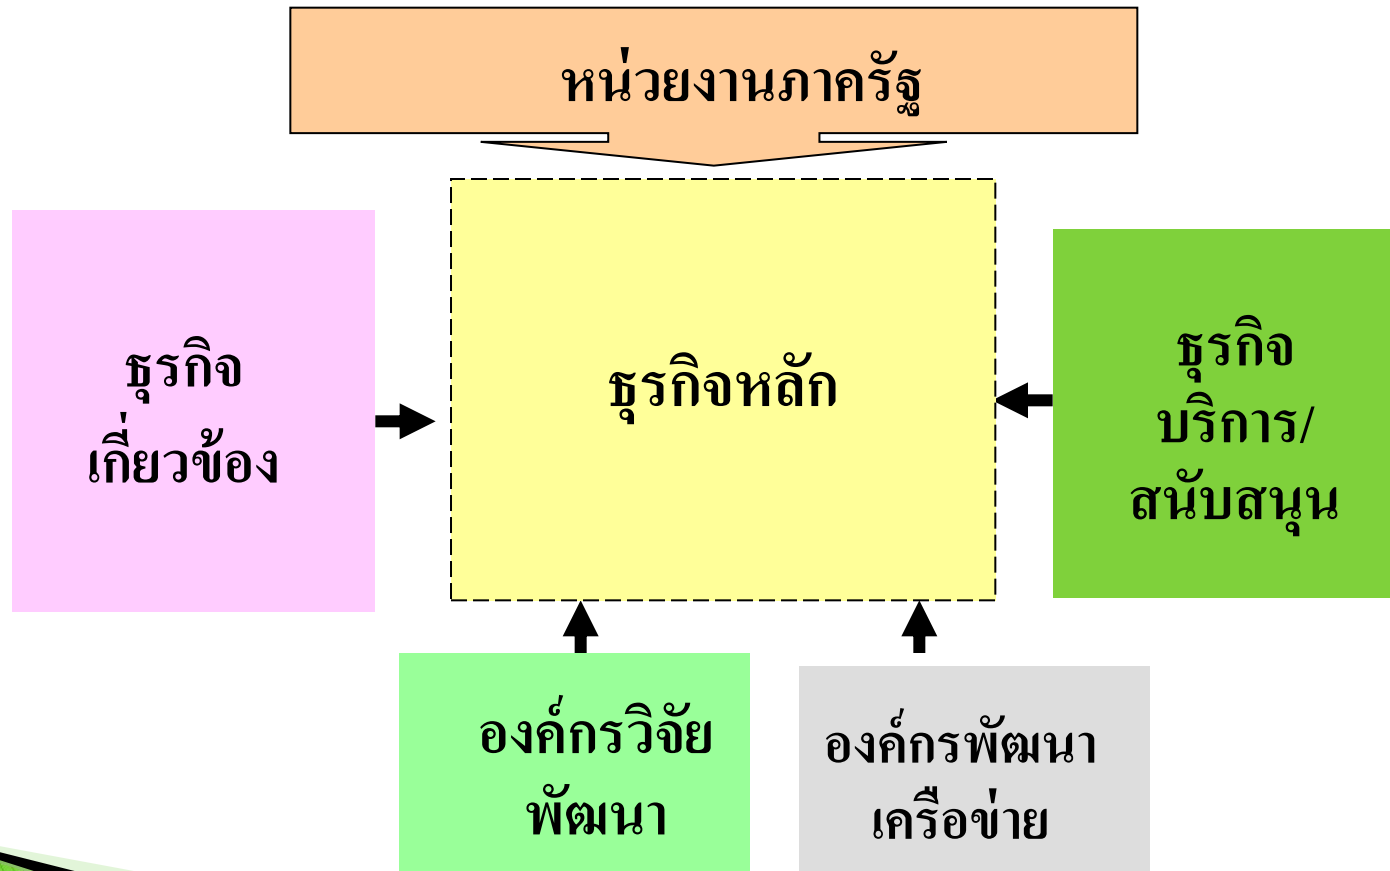 หน่วยงานภาครัฐ
ธุรกิจ
เกี่ยวข้อง
ธุรกิจหลัก
ธุรกิจ
บริการ/
สนับสนุน
องค์กรวิจัย
พัฒนา
องค์กรพัฒนา
เครือข่าย